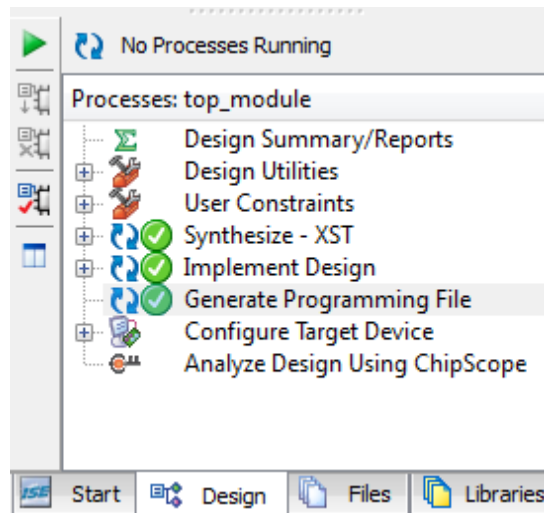 No Processes Running
Processes: top_module
Design Summary/Reports
Design Utilities
User Constraints
Synthesize - XST
Implement Design
Generate Programming File
Configure Target Device
Analyze Design Using ChipScope
ISE Start Design Files Libraries